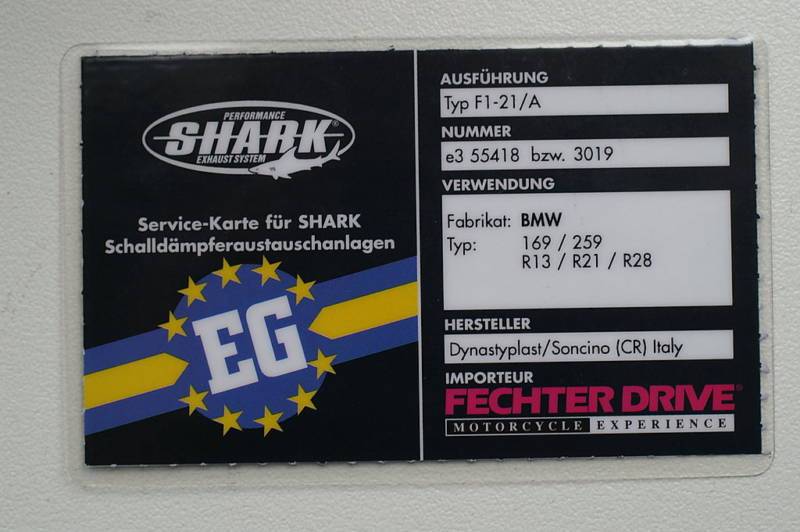 PERFORMANCE
SHARK®
EXHAUST SYSTEM
Service-Karte für SHARK
Schalldämpferaustauschanlagen
EG
AUSFÜHRUNG
Typ F1-21/A
NUMMER
e3 55418 bzw. 3019
VERWENDUNG
Fabrikat: BMW
Typ: 169 / 259
R13 / R21 / R28
HERSTELLER
Dynastyplast/Soncino (CR) Italy
IMPORTEUR
FECHTER DRIVE®
MOTORCYCLE EXPERIENCE